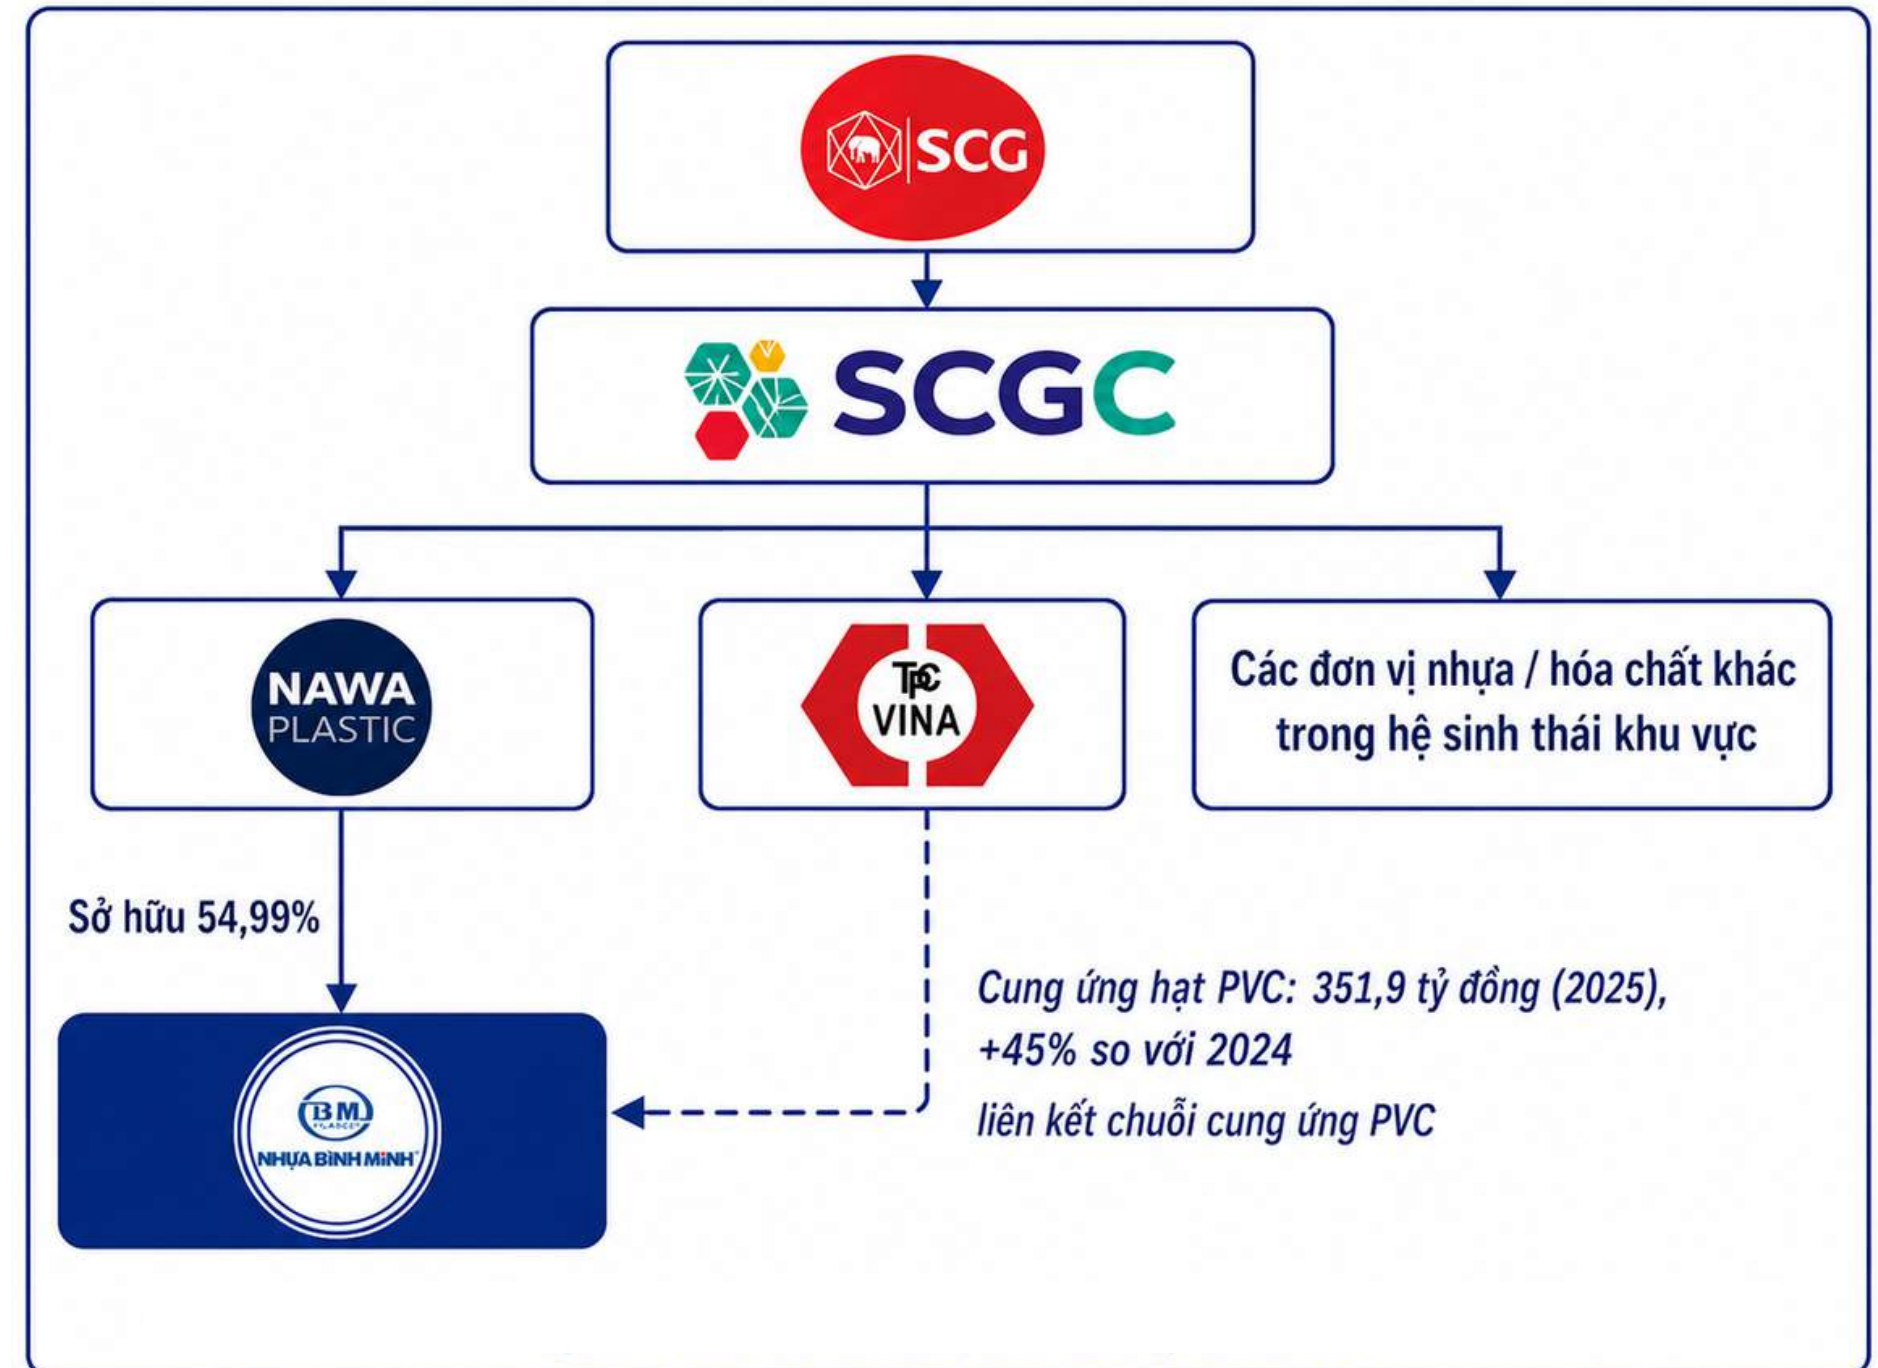 SCG
SCGC
NAWA
PLASTIC
TPC
VINA
Các đơn vị nhựa / hóa chất khác
trong hệ sinh thái khu vực
Sở hữu 54,99%
Cung ứng hạt PVC: 351,9 tỷ đồng (2025),
+45% so với 2024
liên kết chuỗi cung ứng PVC
BM
NHỰA BÌNH MINH